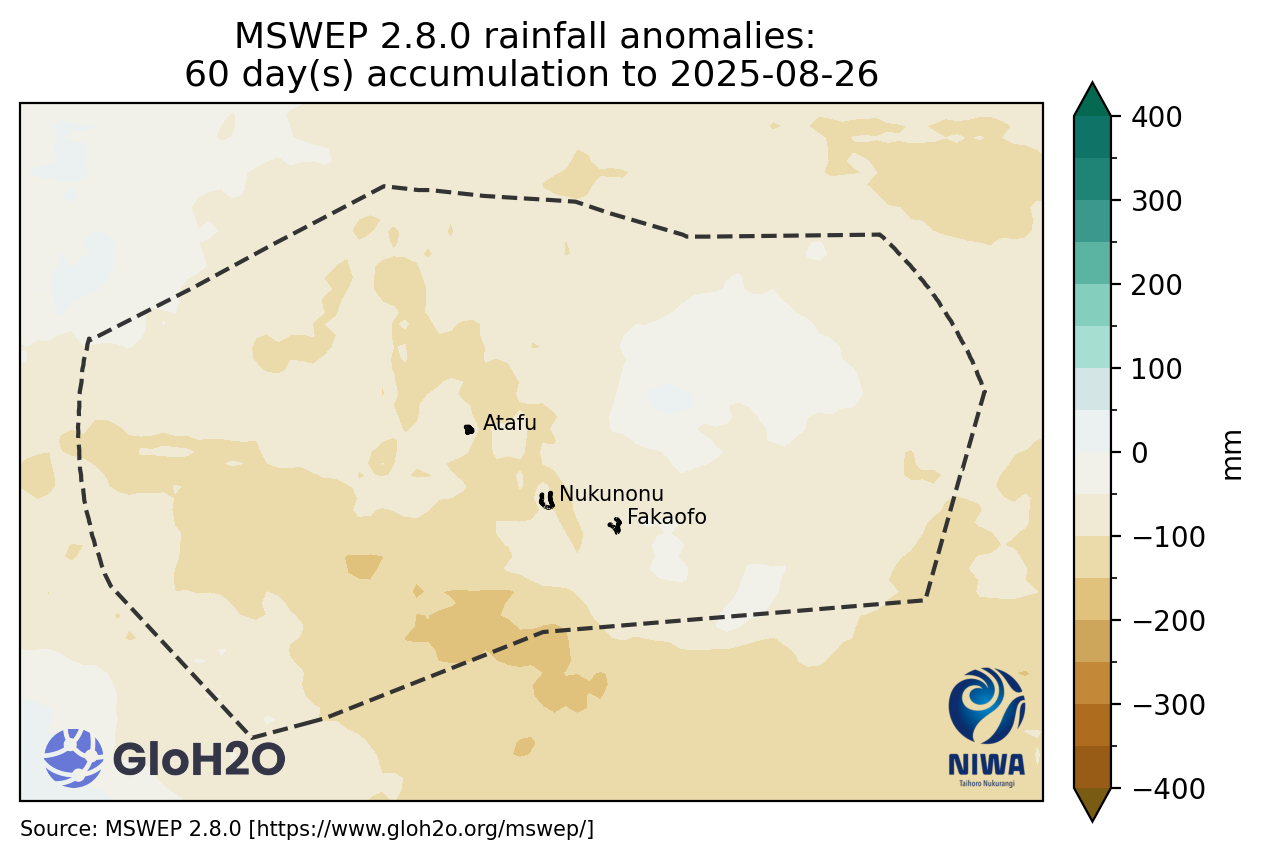 MSWEP 2.8.0 rainfall anomalies:
60 day(s) accumulation to 2025-08-26
400
300
200
100
0
−100
−200
−300
−400
mm
Atafu
Nukunonu
Fakaofo
GloH2O
NIWA
Taihoro Nukurangi
Source: MSWEP 2.8.0 [https://www.gloh2o.org/mswep/]